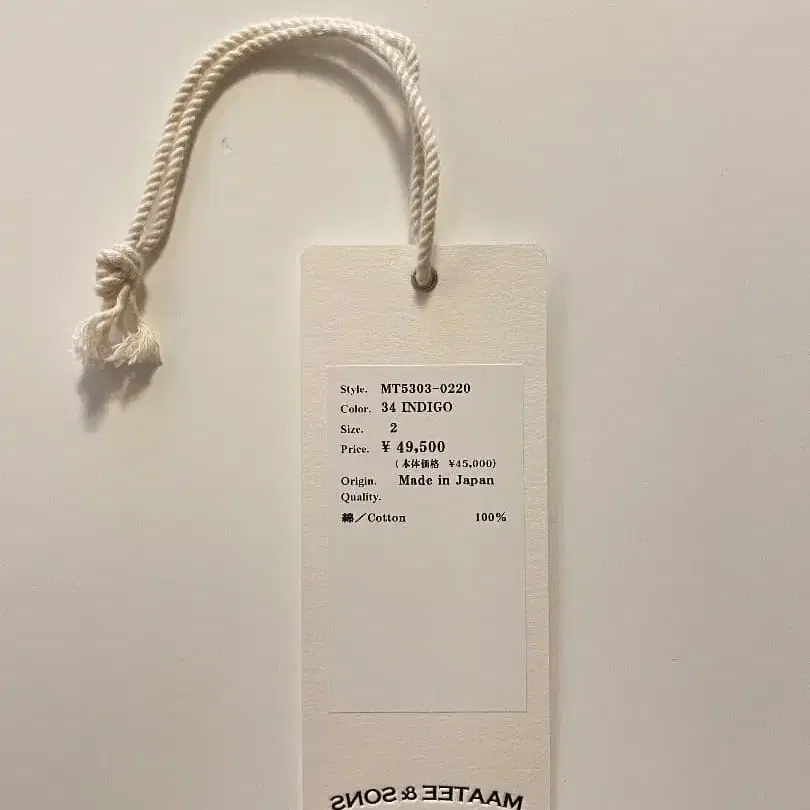 Style. MT5303-0220
Color. 34 INDIGO
Size. 2
Price. ¥ 49,500
(本体価格 ¥45,000)
Origin. Made in Japan
Quality.
綿/Cotton 100%
MAATEE & SONS